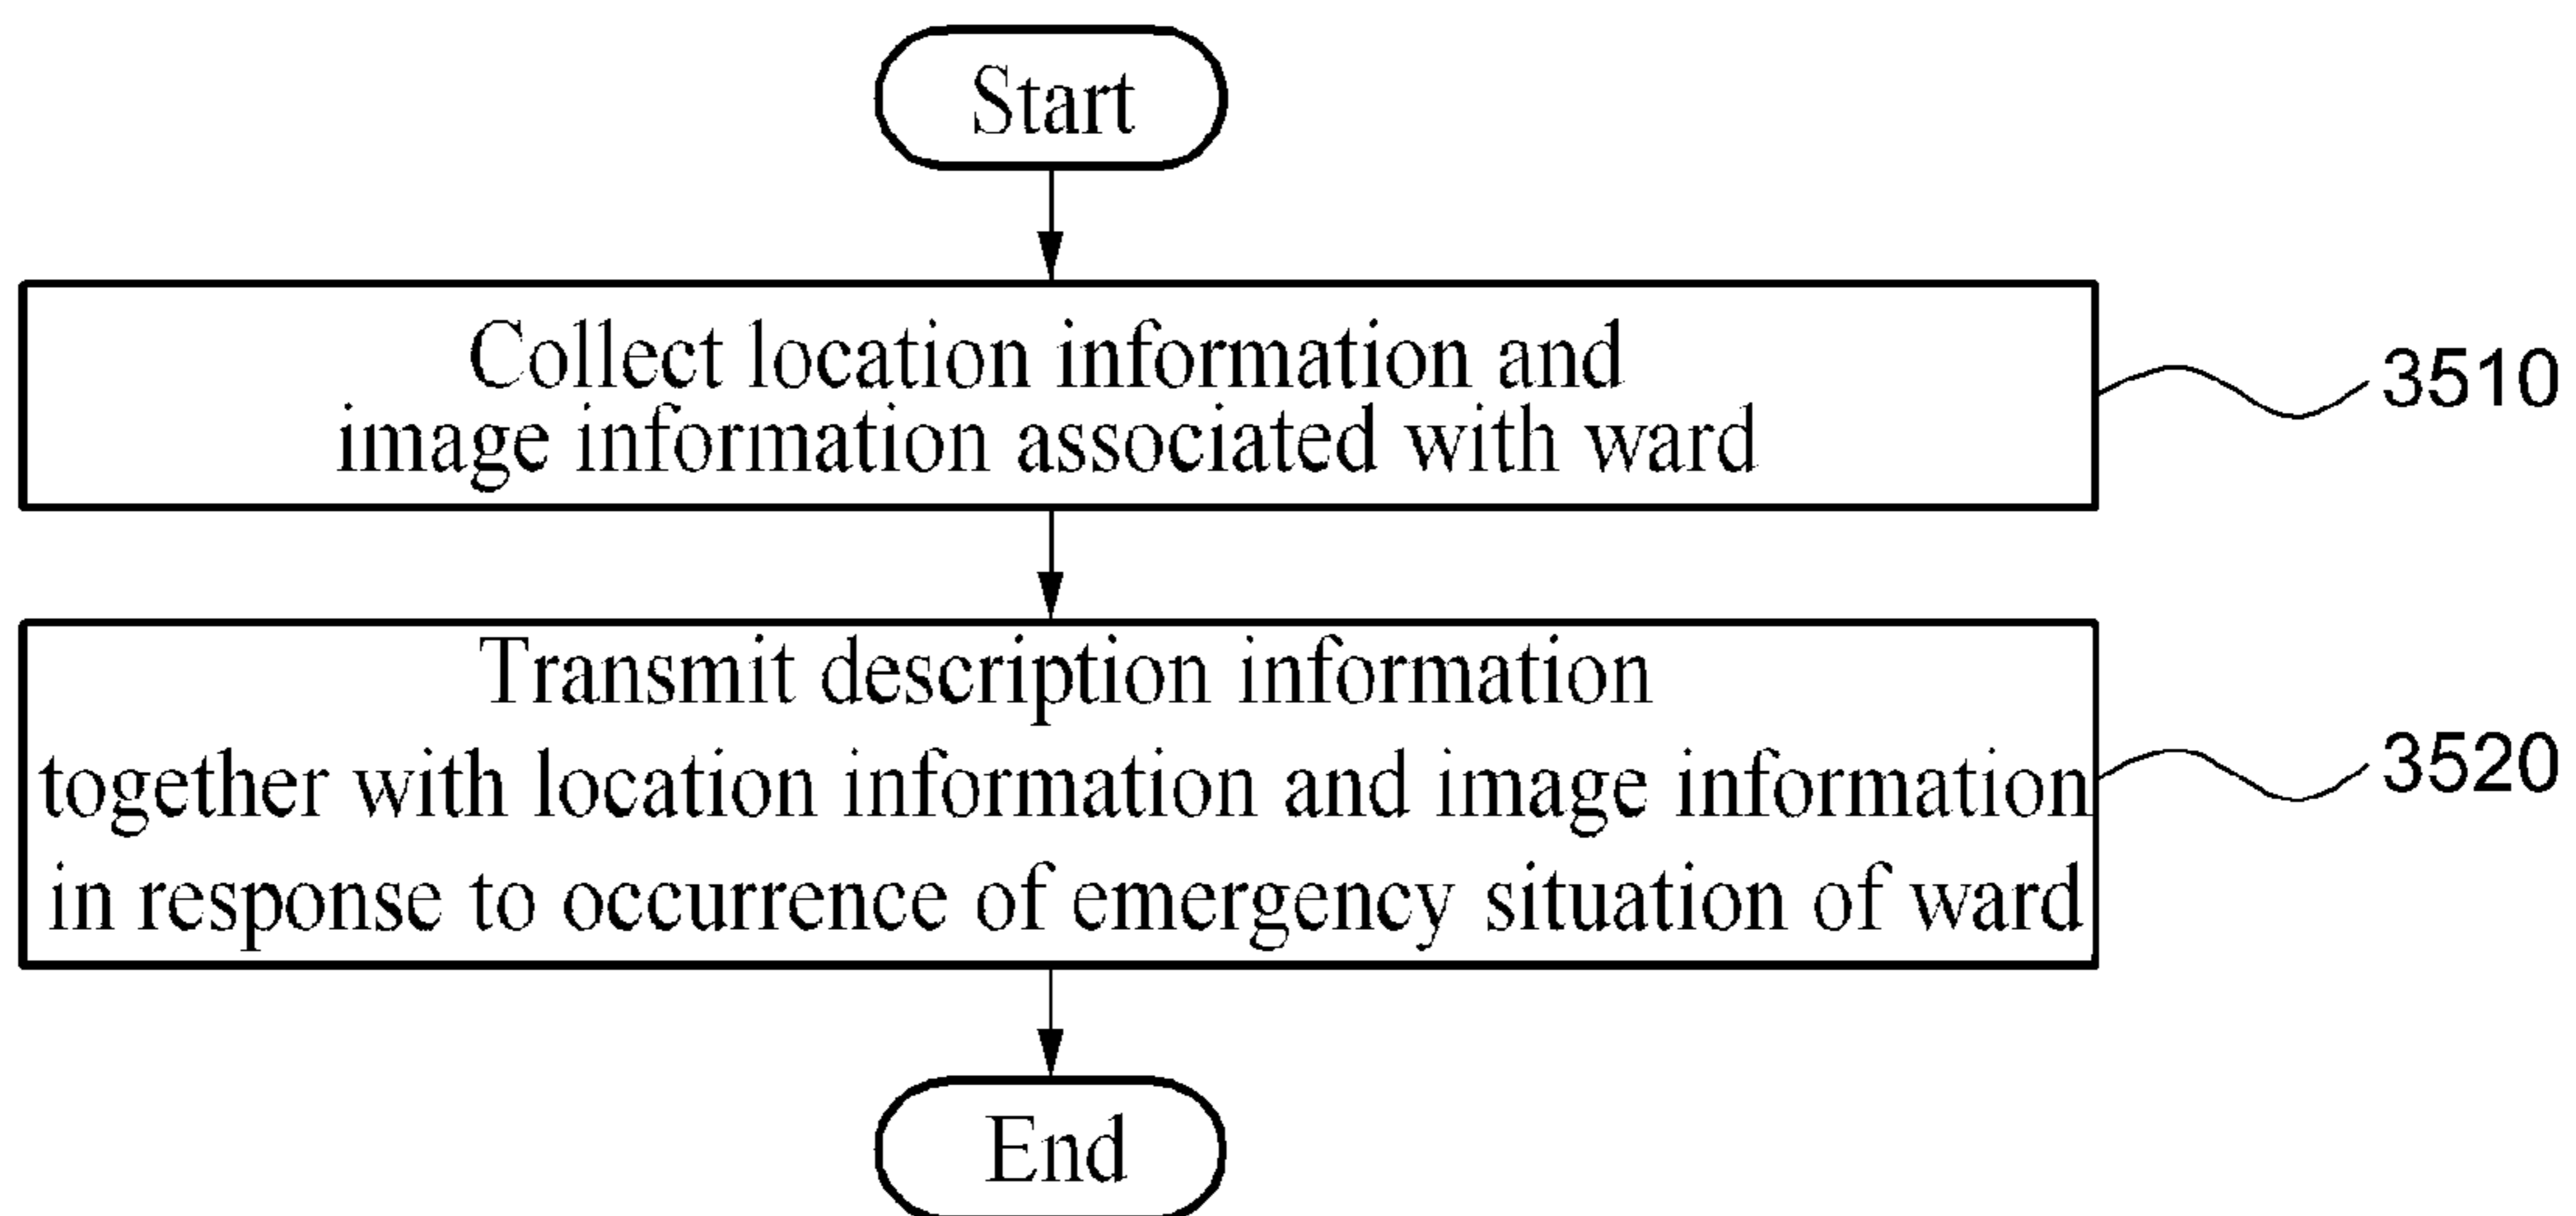 Start
Collect location information and
image information associated with ward
3510
Transmit description information
together with location information and image information
in response to occurrence of emergency situation of ward
3520
End